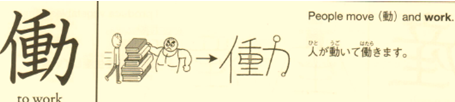 働
to work
People move (動) and work.
人が動いて働きます。
ひと うご はたら